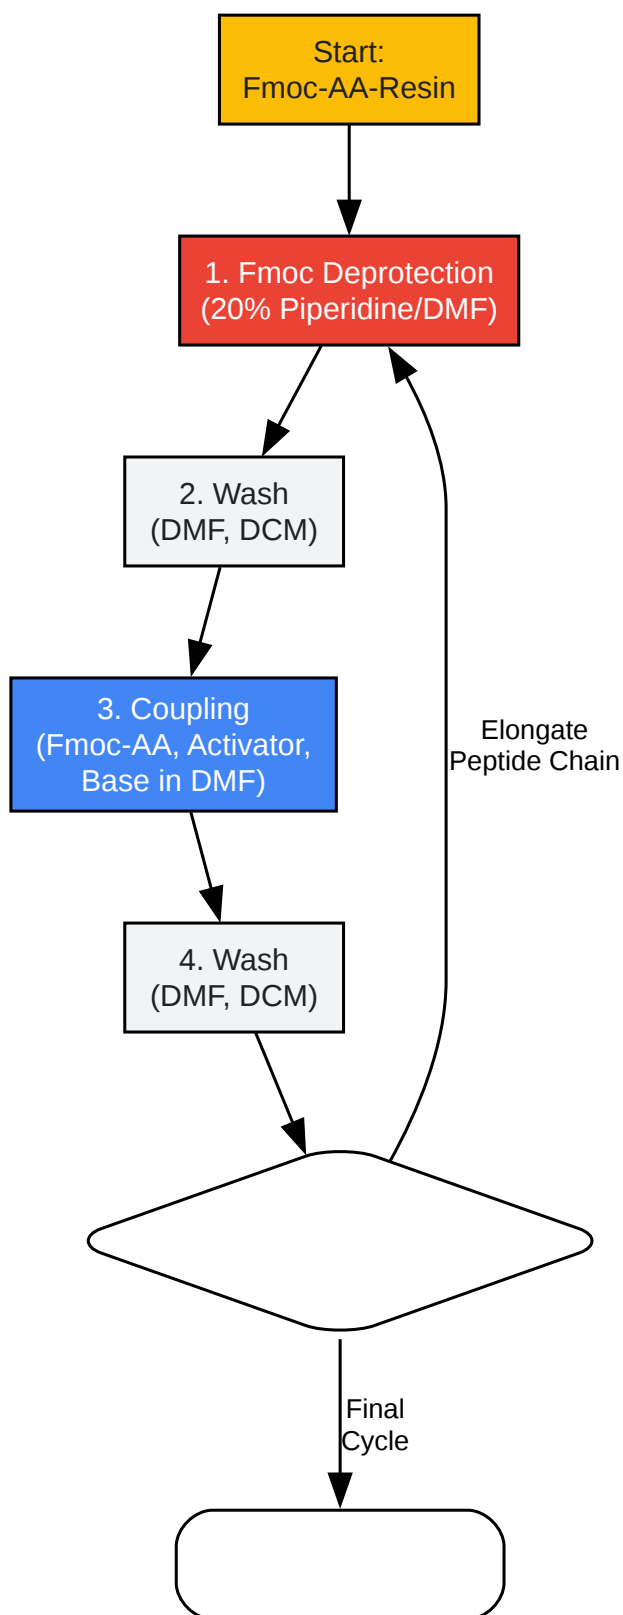 Start:
Fmoc-AA-Resin
1. Fmoc Deprotection
(20% Piperidine/DMF)
2. Wash
(DMF, DCM)
3. Coupling
(Fmoc-AA, Activator,
Base in DMF)
Elongate
Peptide Chain
4. Wash
(DMF, DCM)
Final
Cycle